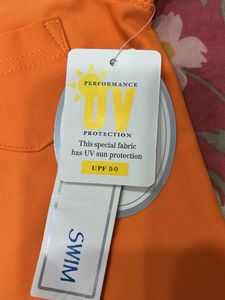 PERFORMANCE
UV
PROTECTION
This special fabric
has UV sun protection
UPF 50
SWIM